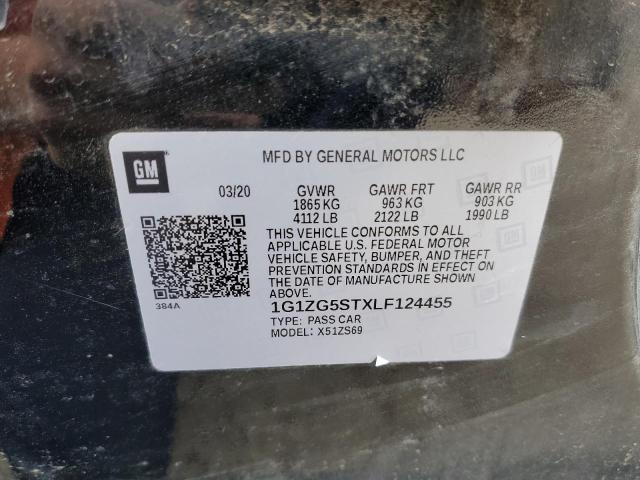 GM
MFD BY GENERAL MOTORS LLC
03/20 GVWR GAWR FRT GAWR RR
1865 KG 963 KG 903 KG
4112 LB 2122 LB 1990 LB
THIS VEHICLE CONFORMS TO ALL
APPLICABLE U.S. FEDERAL MOTOR
VEHICLE SAFETY, BUMPER, AND THEFT
PREVENTION STANDARDS IN EFFECT ON
THE DATE OF MANUFACTURE SHOWN
ABOVE.
384A
1G1ZG5STXLF124455
TYPE: PASS CAR
MODEL: X51ZS69